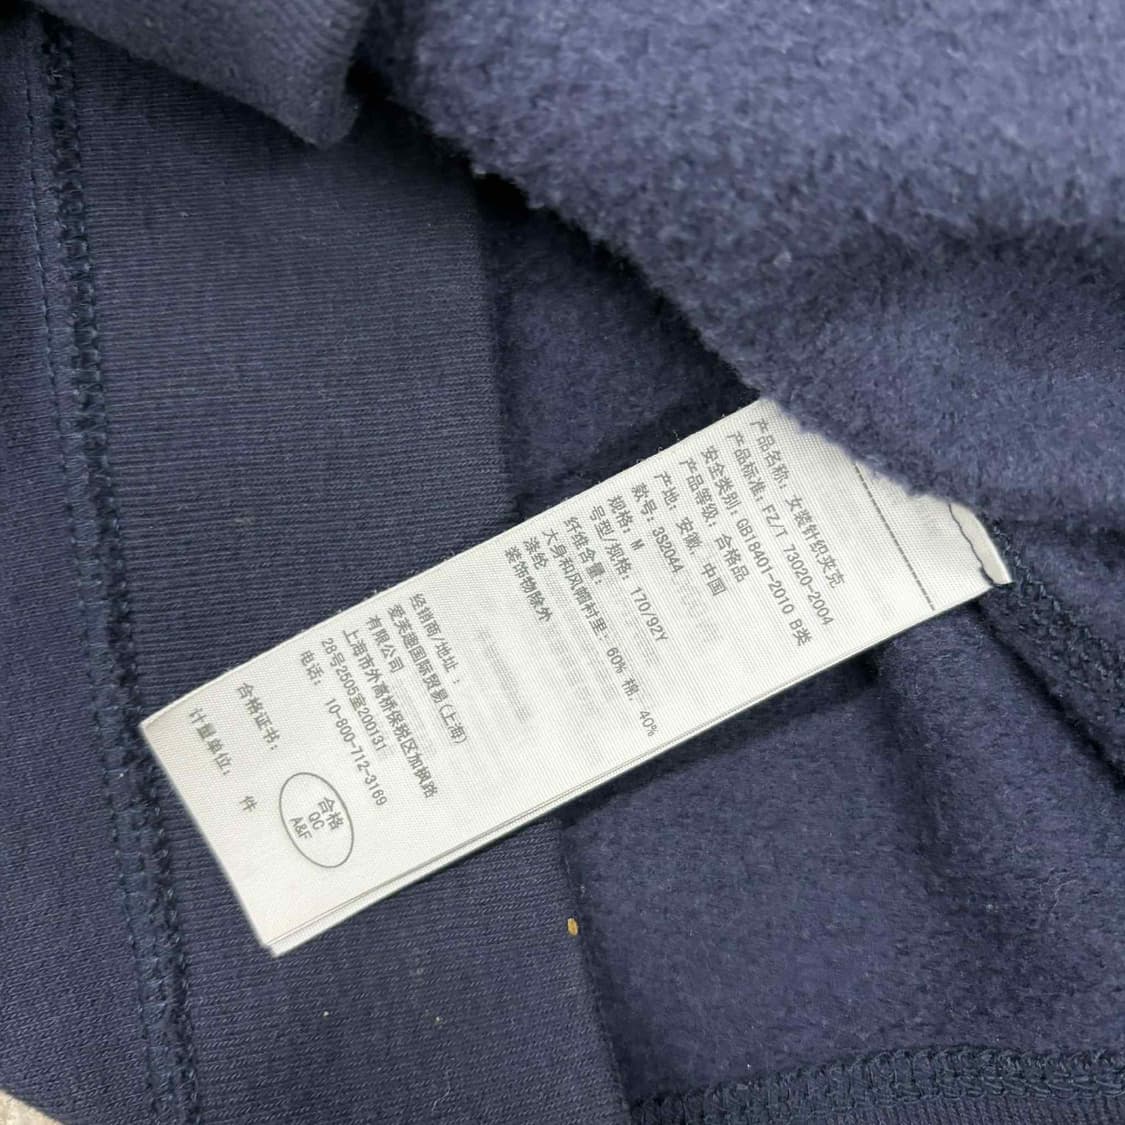 产品名称: 女装针织夹克
产品标准: FZ/T 73020-2004
安全类别: GB18401-2010 B类
产品等级: 合格品
产地: 安徽, 中国
款号: 3S2044
规格: M
号型/规格: 170/92Y
纤维含量:
大身和风帽衬里: 60% 棉, 40%
涤纶
装饰物除外
经销商/地址:
爱芙趣国际贸易(上海)
有限公司
上海市外高桥保税区加枫路
28号2505室200131
电话: 10-800-712-3169
合格证书:
合格
QC
A&F
计量单位: 件